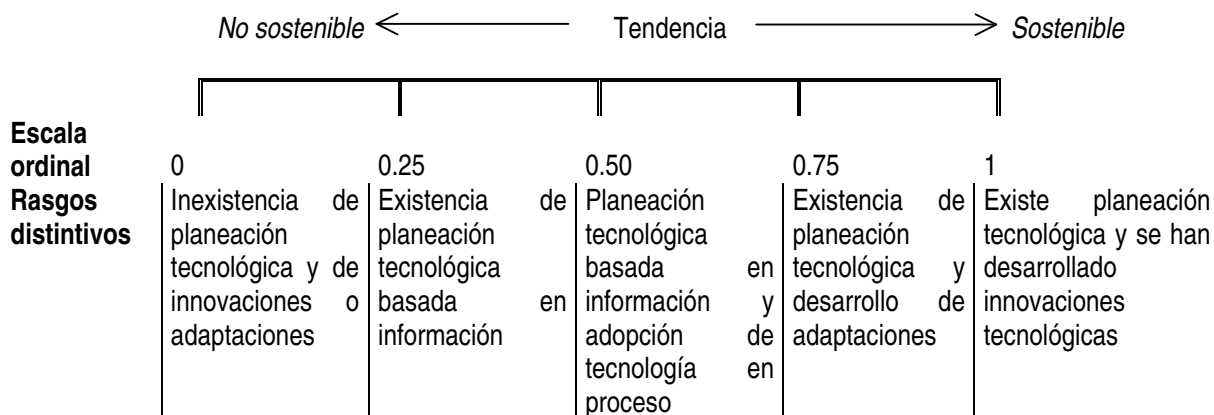 No sostenible Tendencia Sostenible
Escala
ordinal 0 0.25 0.50 0.75 1
Rasgos
distintivos
Inexistencia de
planeación
tecnológica y de
innovaciones o
adaptaciones
Existencia de
planeación
tecnológica
basada en
información
Planeación
tecnológica
basada en
información y
adopción de
tecnología en
proceso
Existencia de
planeación
tecnológica y
desarrollo de
adaptaciones
Existe planeación
tecnológica y se han
desarrollado
innovaciones
tecnológicas